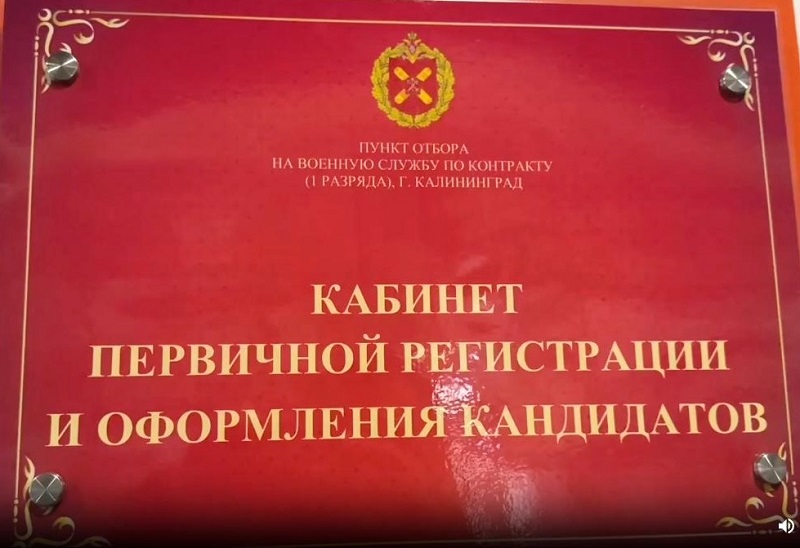 ПУНКТ ОТБОРА
НА ВОЕННУЮ СЛУЖБУ ПО КОНТРАКТУ
(1 РАЗРЯДА), Г. КАЛИНИНГРАД
КАБИНЕТ
ПЕРВИЧНОЙ РЕГИСТРАЦИИ
И ОФОРМЛЕНИЯ КАНДИДАТОВ